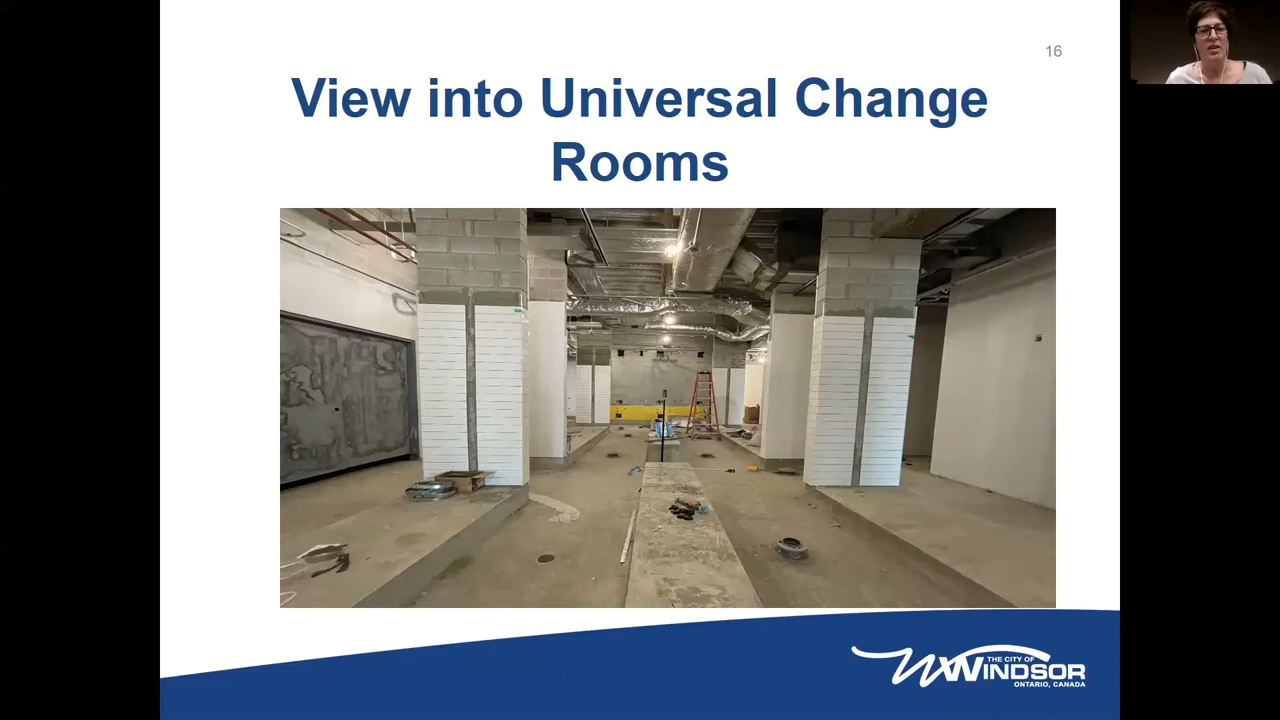 16
View into Universal Change
Rooms
THE CITY OF
WINDSOR
ONTARIO, CANADA